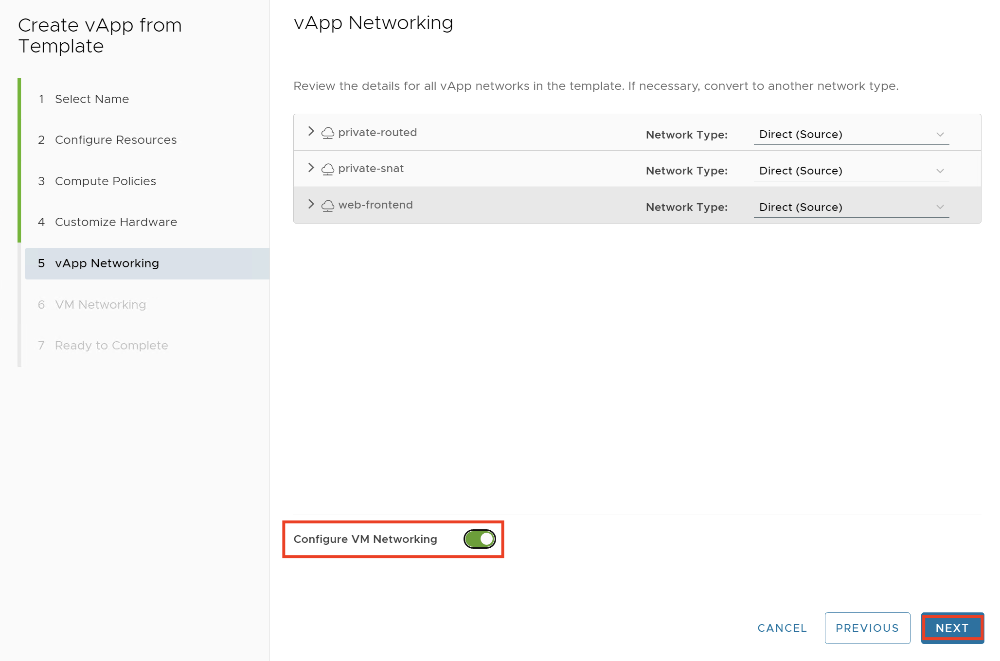 Create vApp from
Template
1 Select Name
2 Configure Resources
3 Compute Policies
4 Customize Hardware
5 vApp Networking
6 VM Networking
7 Ready to Complete
vApp Networking
Review the details for all vApp networks in the template. If necessary, convert to another network type.
private-routed Network Type: Direct (Source)
private-snat Network Type: Direct (Source)
web-frontend Network Type: Direct (Source)
Configure VM Networking
CANCEL PREVIOUS NEXT